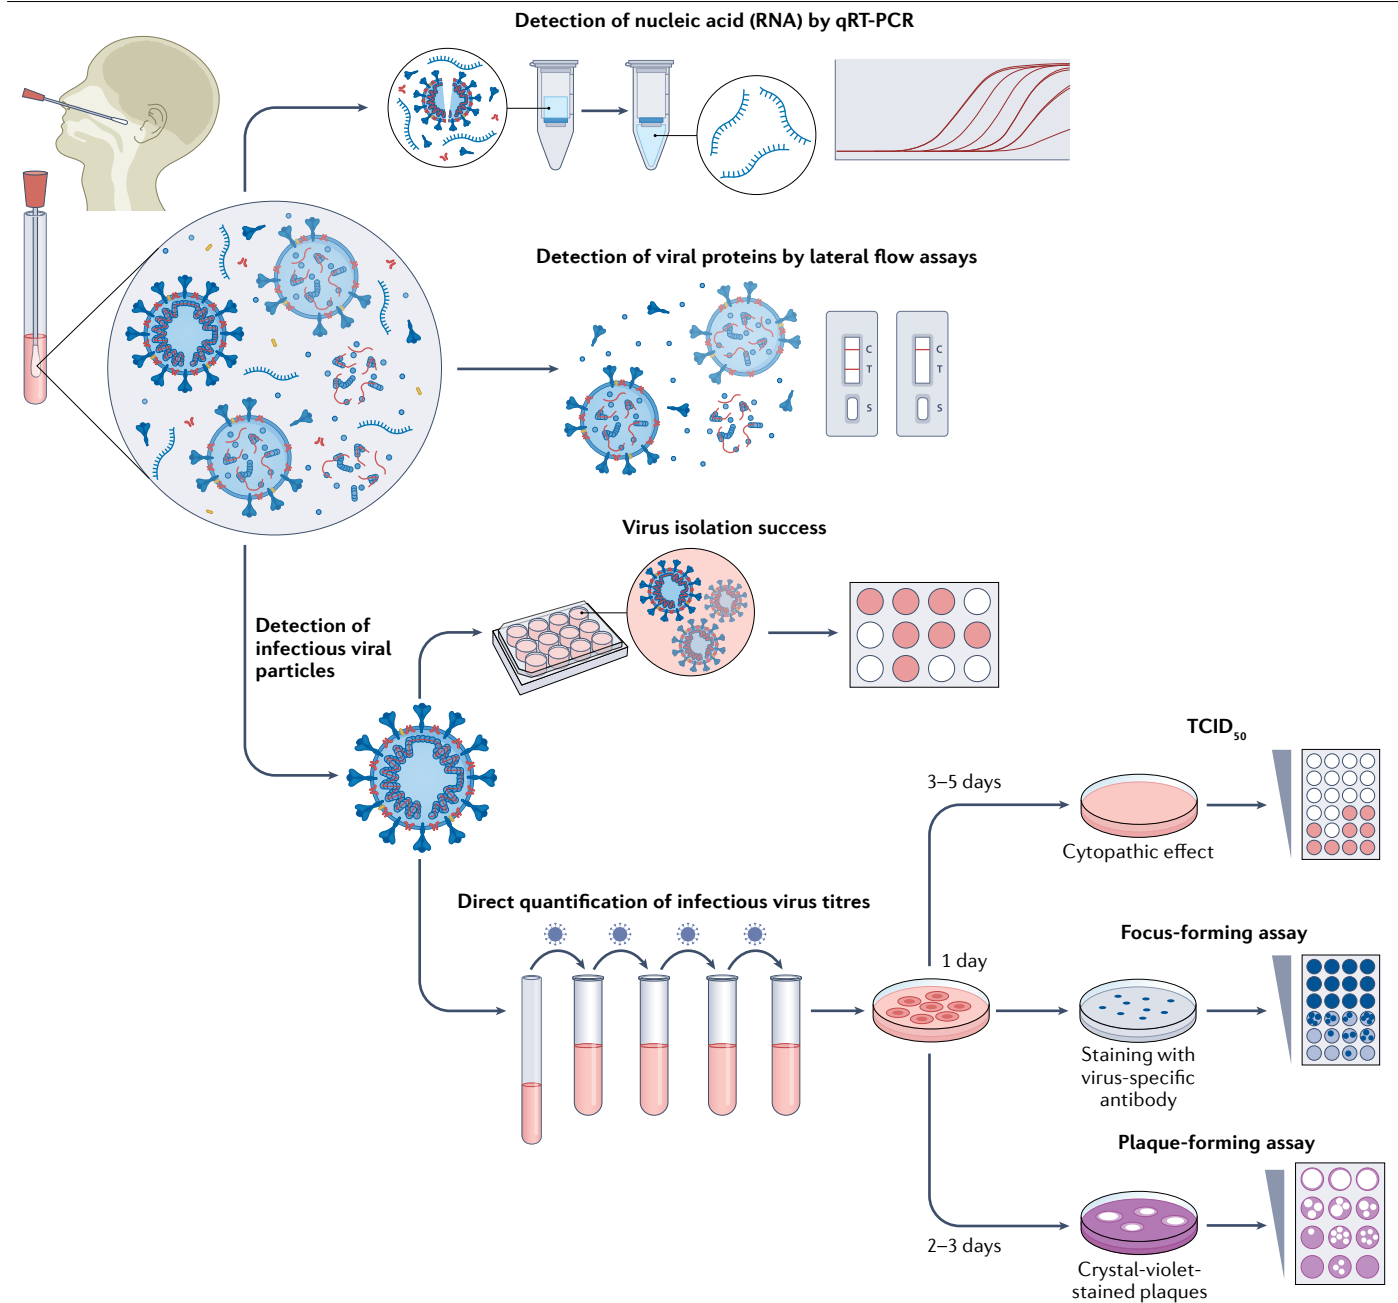 Detection of nucleic acid (RNA) by qRT-PCR
Detection of viral proteins by lateral flow assays
C
T
S
C
T
S
Virus isolation success
Detection of
infectious viral
particles
TCID50
3–5 days
Cytopathic effect
Direct quantification of infectious virus titres
Focus-forming assay
1 day
Staining with
virus-specific
antibody
Plaque-forming assay
2–3 days
Crystal-violet-
stained plaques